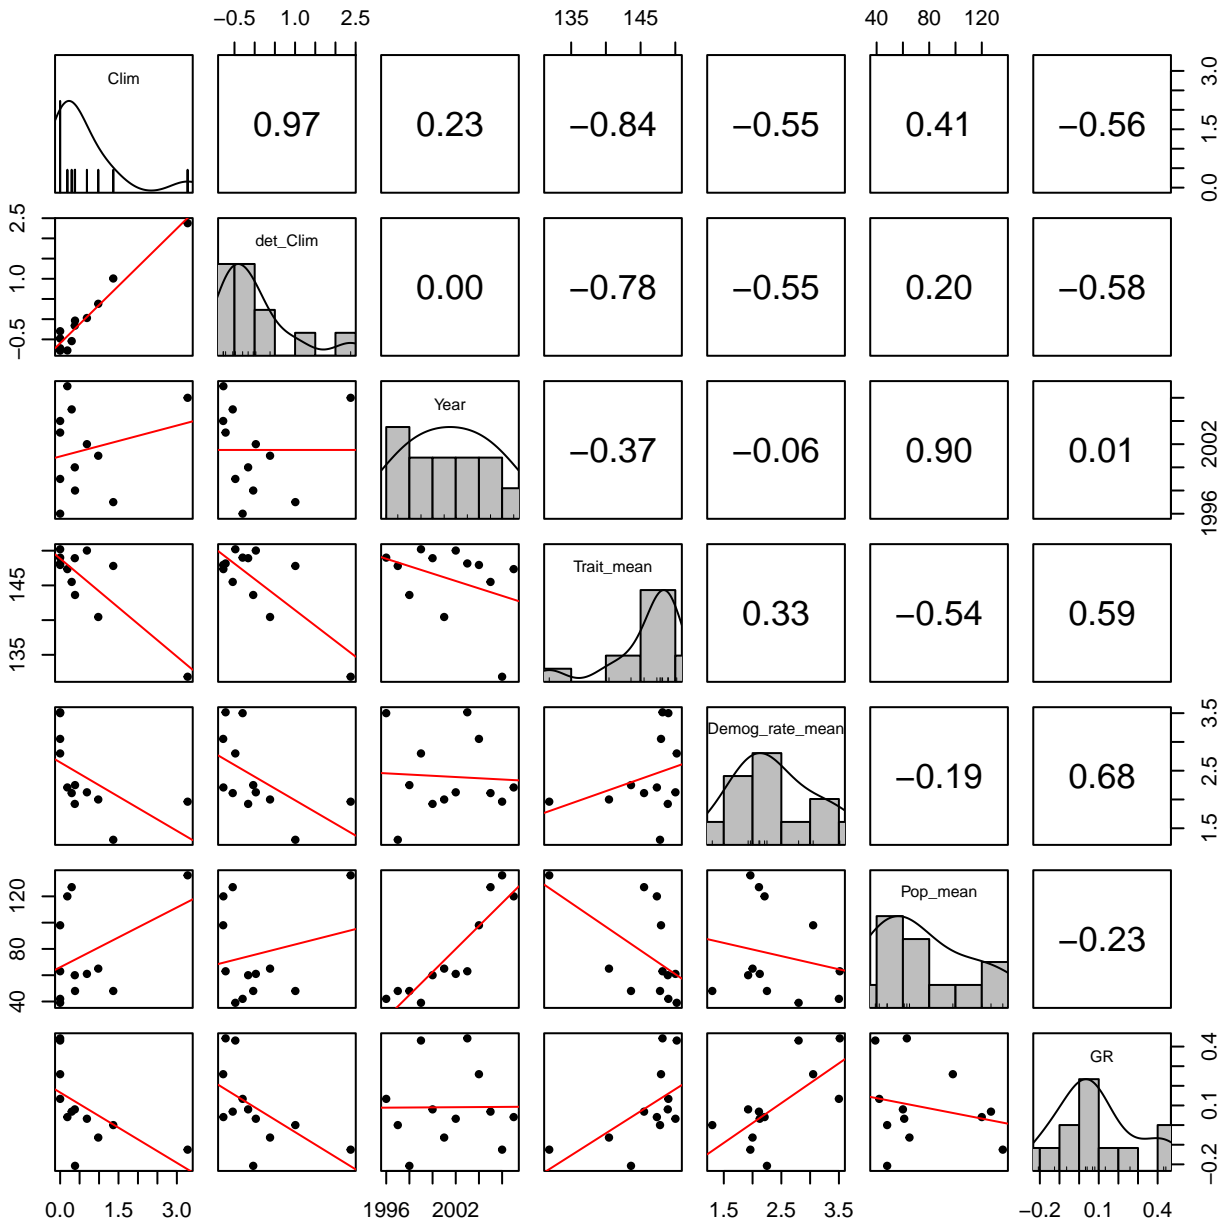 −0.5 1.0 2.5 135 145 40 80 120
Clim 0.97 0.23 −0.84 −0.55 0.41 −0.56 0.0 1.5 3.0
−0.5 1.0 2.5 det_Clim 0.00 −0.78 −0.55 0.20 −0.58
Year −0.37 −0.06 0.90 0.01 1996 2002
135 145 Trait_mean 0.33 −0.54 0.59
Demog_rate_mean −0.19 0.68 1.5 2.5 3.5
40 80 120 Pop_mean −0.23
GR −0.2 0.1 0.4
0.0 1.5 3.0 1996 2002 1.5 2.5 3.5 −0.2 0.1 0.4